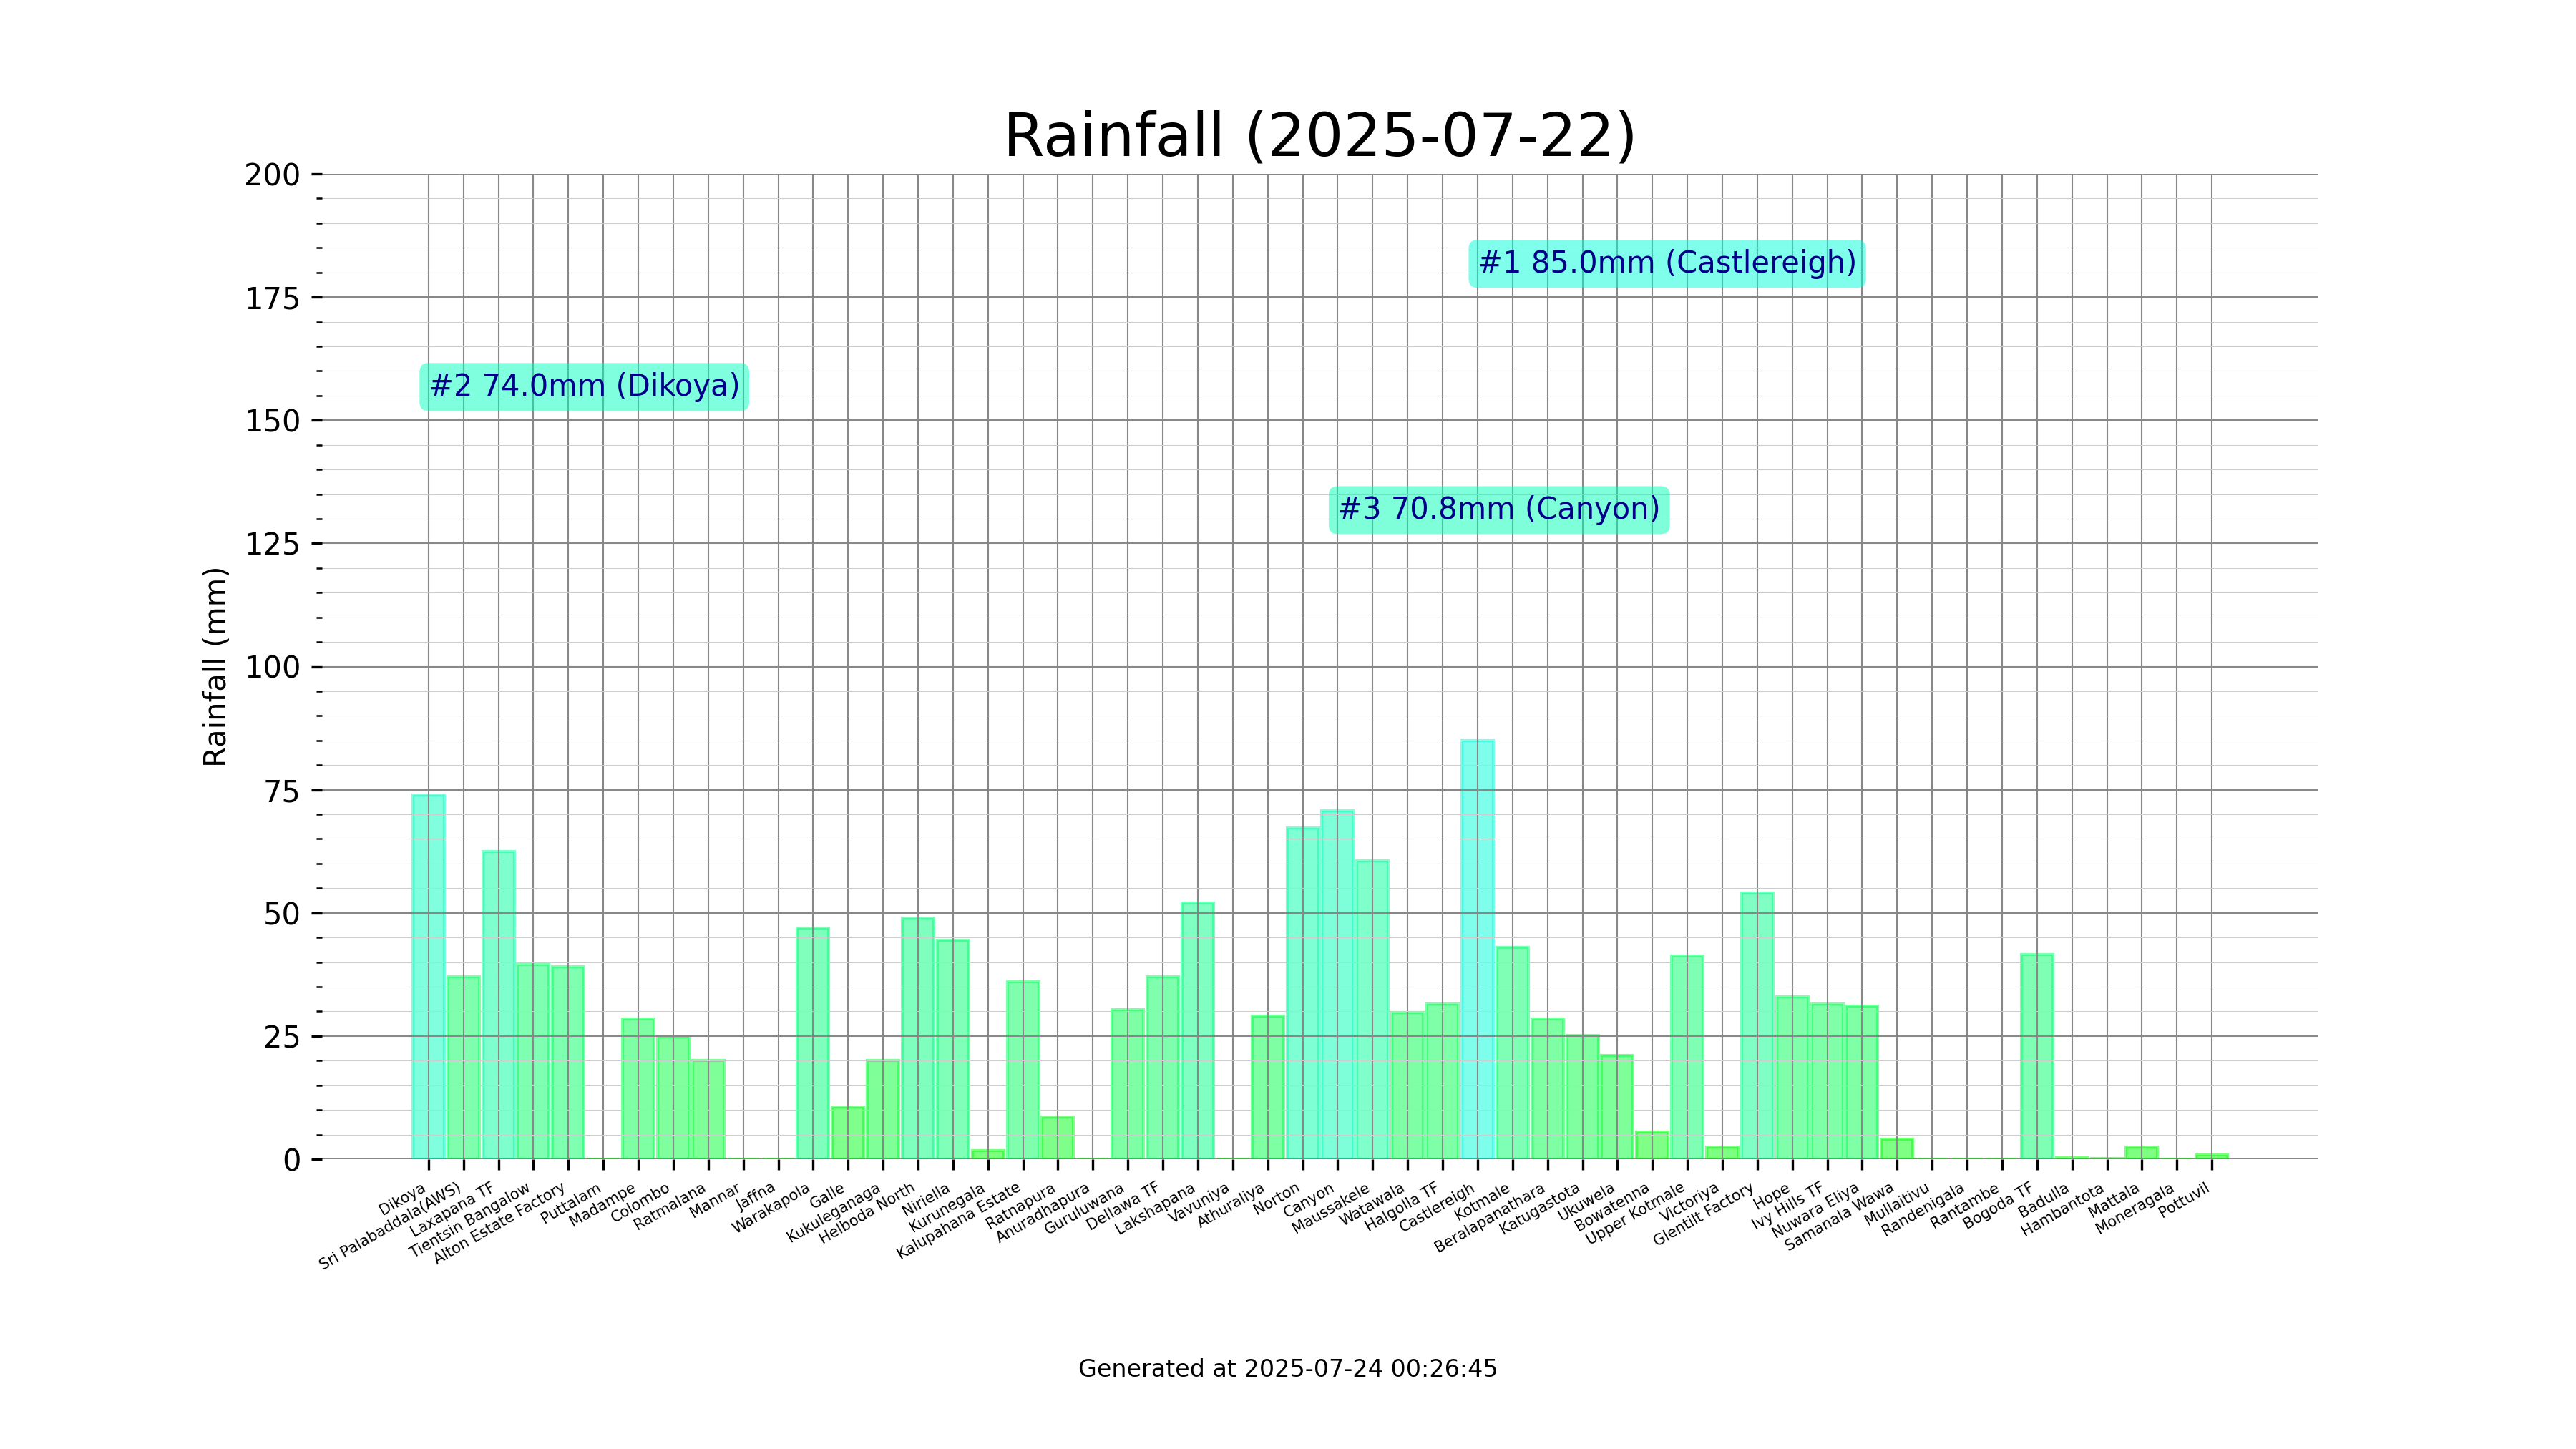 Rainfall (2025-07-22)
200
175
150
125
100
75
50
25
0
Rainfall (mm)
#1 85.0mm (Castlereigh)
#2 74.0mm (Dikoya)
#3 70.8mm (Canyon)
Dikoya
Sri Palabaddala(AWS)
Laxapana TF
Tientsin Bangalow
Alton Estate Factory
Puttalam
Madampe
Colombo
Ratmalana
Mannar
Jaffna
Warakapola
Galle
Kukuleganaga
Helboda North
Niriella
Kurunegala
Kalupahana Estate
Ratnapura
Anuradhapura
Guruluwana
Dellawa TF
Lakshapana
Vavuniya
Athuraliya
Norton
Canyon
Maussakele
Watawala
Halgolla TF
Castlereigh
Kotmale
Beralapanathara
Katugastota
Ukuwela
Bowatenna
Upper Kotmale
Victoriya
Glentilt Factory
Hope
Ivy Hills TF
Nuwara Eliya
Samanala Wawa
Mullaitivu
Randenigala
Rantambe
Bogoda TF
Badulla
Hambantota
Mattala
Moneragala
Pottuvil
Generated at 2025-07-24 00:26:45